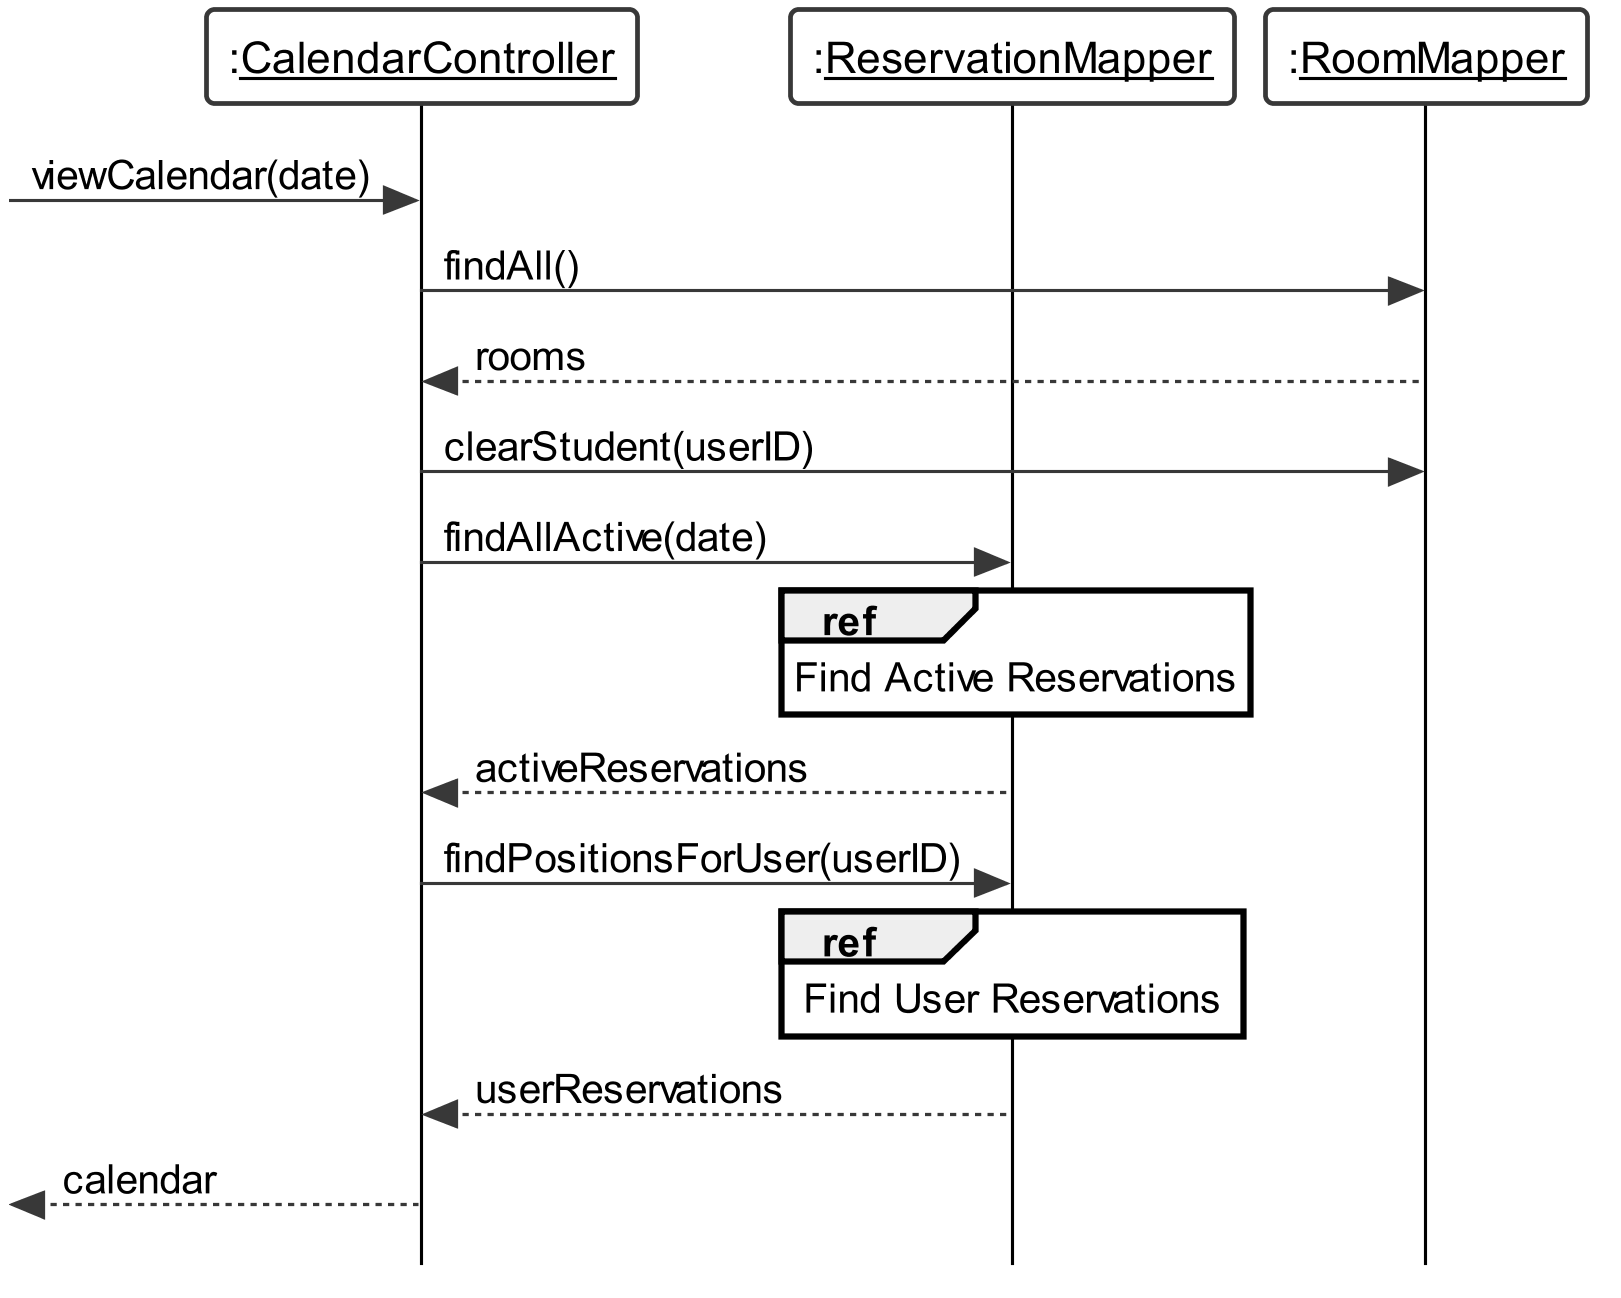 :CalendarController
:ReservationMapper
:RoomMapper
viewCalendar(date)
findAll()
rooms
clearStudent(userID)
findAllActive(date)
ref
Find Active Reservations
activeReservations
findPositionsForUser(userID)
ref
Find User Reservations
userReservations
calendar